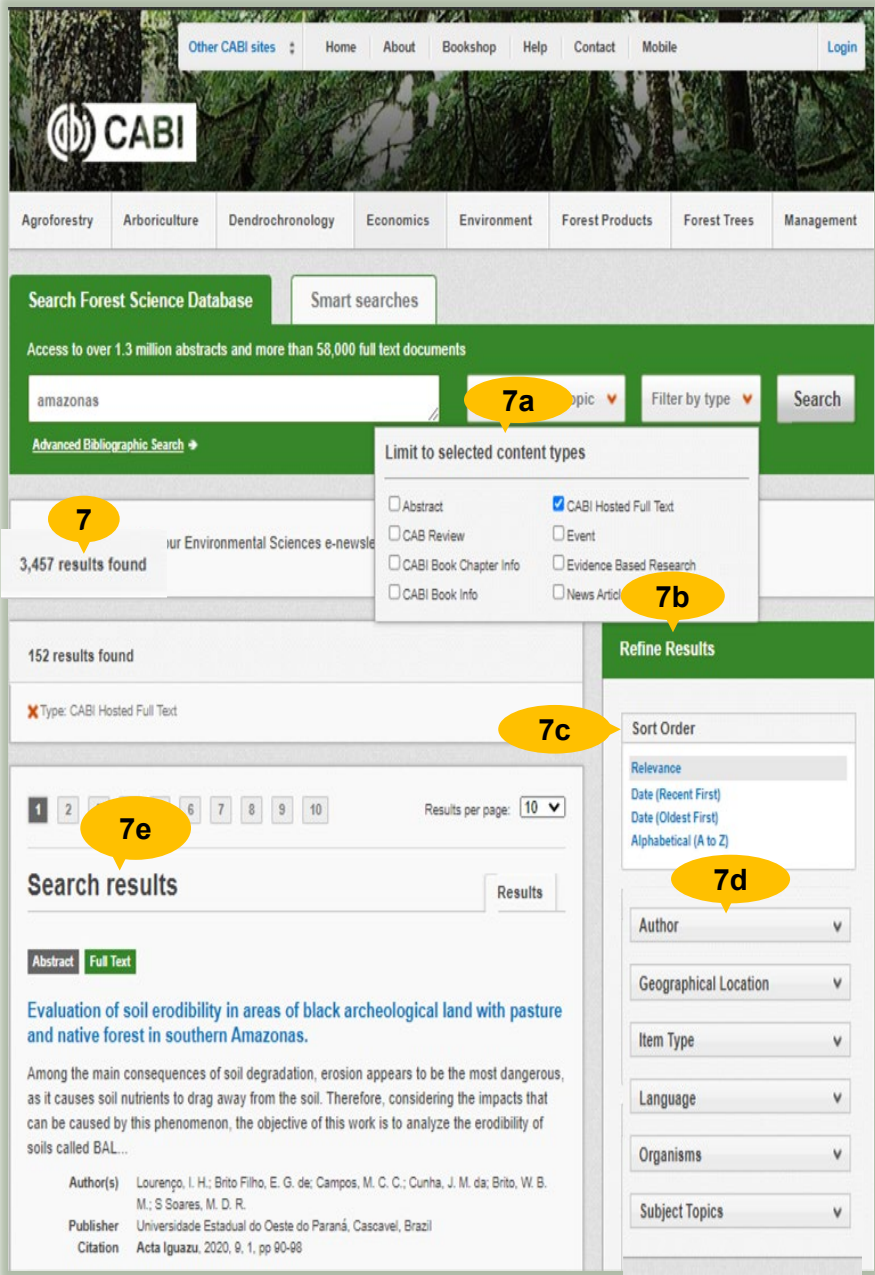 Other CABI sites Home About Bookshop Help Contact Mobile Login
CABI
Agroforestry Arboriculture Dendrochronology Economics Environment Forest Products Forest Trees Management
Search Forest Science Database Smart searches
Access to over 1.3 million abstracts and more than 58,000 full text documents
amazonas 7a opic Filter by type Search
Advanced Bibliographic Search
Limit to selected content types
Abstract CABI Hosted Full Text
CAB Review Event
CABI Book Chapter Info Evidence Based Research
CABI Book Info News Articl
7
ur Environmental Sciences e-newsle
3,457 results found
7b
152 results found
Type: CABI Hosted Full Text
Refine Results
7c
Sort Order
Relevance
Date (Recent First)
Date (Oldest First)
Alphabetical (A to Z)
7d
Author
Geographical Location
Item Type
Language
Organisms
Subject Topics
1 2 6 7 8 9 10 Results per page: 10
7e
Search results Results
Abstract Full Text
Evaluation of soil erodibility in areas of black archeological land with pasture
and native forest in southern Amazonas.
Among the main consequences of soil degradation, erosion appears to be the most dangerous,
as it causes soil nutrients to drag away from the soil. Therefore, considering the impacts that
can be caused by this phenomenon, the objective of this work is to analyze the erodibility of
soils called BAL...
Author(s) Lourenço, I. H.; Brito Filho, E. G. de; Campos, M. C. C.; Cunha, J. M. da; Brito, W. B.
M.; S Soares, M. D. R.
Publisher Universidade Estadual do Oeste do Paraná, Cascavel, Brazil
Citation Acta Iguazu, 2020, 9, 1, pp 90-98